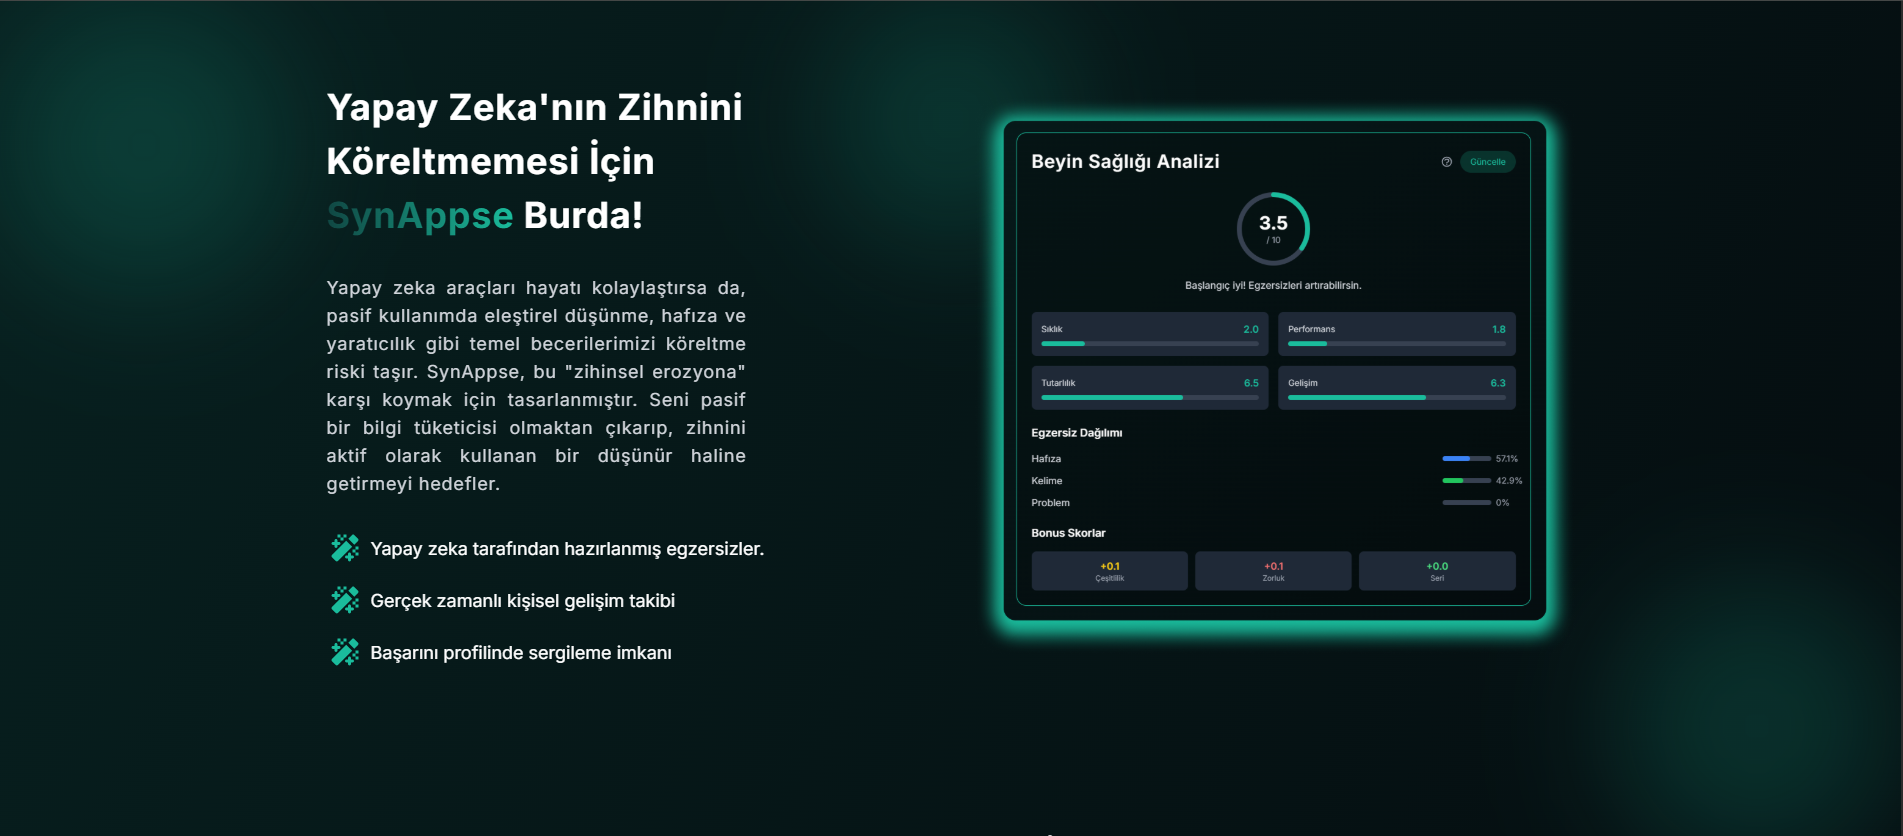 Yapay Zeka'nın Zihnini
Köreltmemesi İçin
SynAppse Burda!
Yapay zeka araçları hayatı kolaylaştırsa da,
pasif kullanımda eleştirel düşünme, hafıza ve
yaratıcılık gibi temel becerilerimizi köreltme
riski taşır. SynAppse, bu "zihinsel erozyona"
karşı koymak için tasarlanmıştır. Seni pasif
bir bilgi tüketicisi olmaktan çıkarıp, zihnini
aktif olarak kullanan bir düşünür haline
getirmeyi hedefler.
Yapay zeka tarafından hazırlanmış egzersizler.
Gerçek zamanlı kişisel gelişim takibi
Başarını profilinde sergileme imkanı
Beyin Sağlığı Analizi
Güncelle
3.5
/ 10
Başlangıç iyi! Egzersizleri artırabilirsin.
Sıklık 2.0
Performans 1.8
Tutarlılık 6.5
Gelişim 6.3
Egzersiz Dağılımı
Hafıza 57.1%
Kelime 42.9%
Problem 0%
Bonus Skorlar
+0.1
Çeşitlilik
+0.1
Zorluk
+0.0
Seri